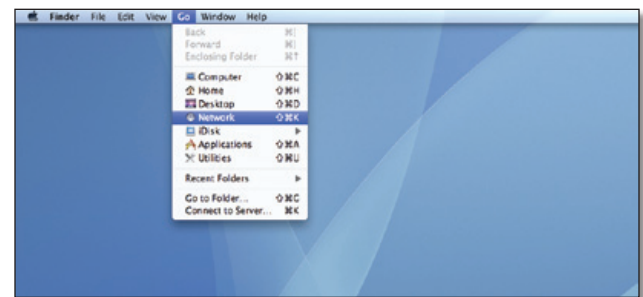 Finder File Edit View Go Window Help
Back ⌘[
Forward ⌘]
Enclosing Folder ⌘↑
Computer ⇧⌘C
Home ⇧⌘H
Desktop ⇧⌘D
Network ⇧⌘K
iDisk ▶
Applications ⇧⌘A
Utilities ⇧⌘U
Recent Folders ▶
Go to Folder... ⇧⌘G
Connect to Server... ⌘K